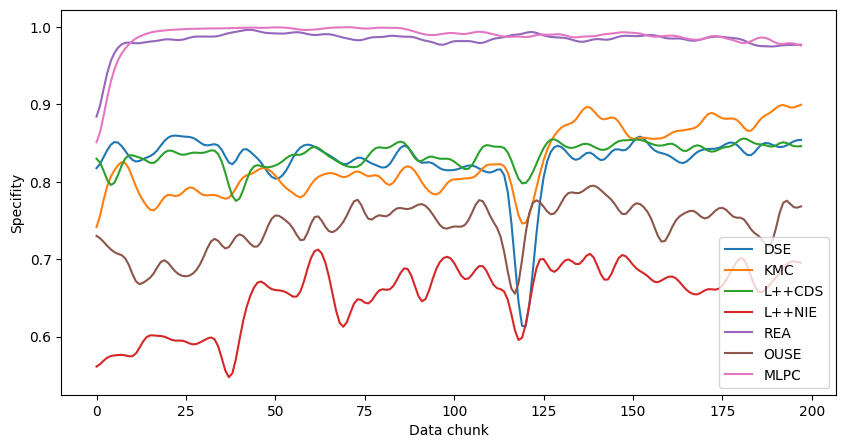 1.0
0.9
0.8
0.7
0.6
Specifity
0
25
50
75
100
125
150
175
200
Data chunk
DSE
KMC
L++CDS
L++NIE
REA
OUSE
MLPC